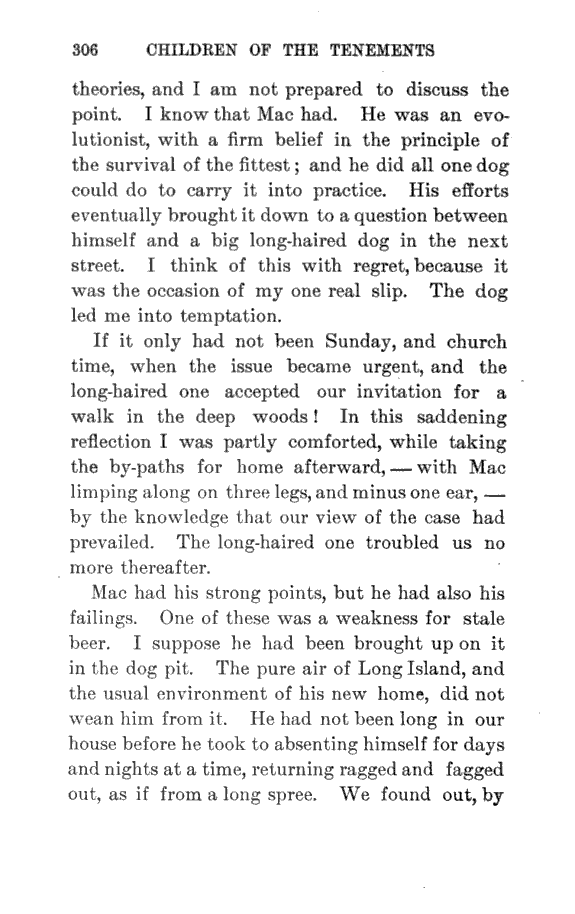 306 CHILDREN OF THE TENEMENTS
theories, and I am not prepared to discuss the
point. I know that Mac had. He was an evo-
lutionist, with a firm belief in the principle of
the survival of the fittest; and he did all one dog
could do to carry it into practice. His efforts
eventually brought it down to a question between
himself and a big long-haired dog in the next
street. I think of this with regret, because it
was the occasion of my one real slip. The dog
led me into temptation.
If it only had not been Sunday, and church
time, when the issue became urgent, and the
long-haired one accepted our invitation for a
walk in the deep woods! In this saddening
reflection I was partly comforted, while taking
the by-paths for home afterward, — with Mac
limping along on three legs, and minus one ear, —
by the knowledge that our view of the case had
prevailed. The long-haired one troubled us no
more thereafter.
Mac had his strong points, but he had also his
failings. One of these was a weakness for stale
beer. I suppose he had been brought up on it
in the dog pit. The pure air of Long Island, and
the usual environment of his new home, did not
wean him from it. He had not been long in our
house before he took to absenting himself for days
and nights at a time, returning ragged and fagged
out, as if from a long spree. We found out, by